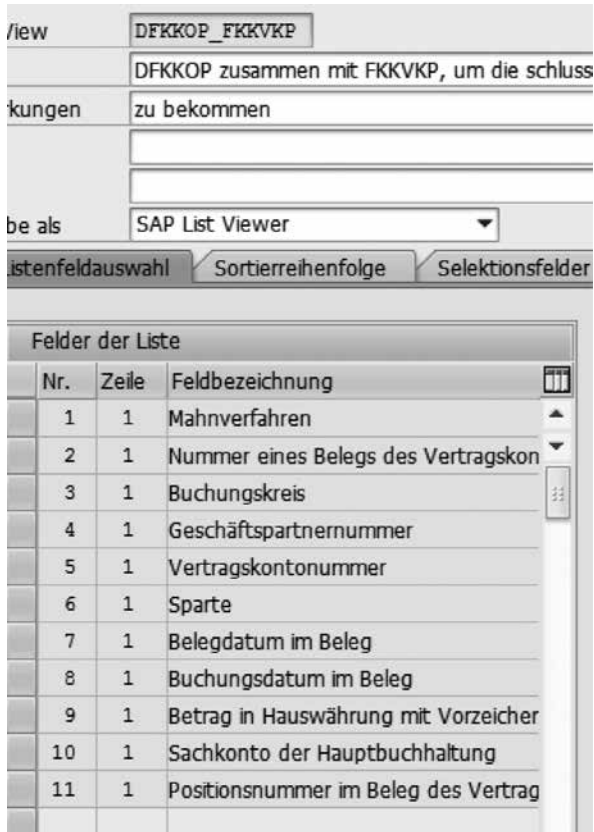 View DFKKOP_FKKVKP
DFKKOP zusammen mit FKKVKP, um die schluss
rkungen zu bekommen
be als SAP List Viewer
istenfeldauswahl Sortierreihenfolge Selektionsfelder
Felder der Liste
Nr. Zeile Feldbezeichnung
1 1 Mahnverfahren
2 1 Nummer eines Belegs des Vertragskon
3 1 Buchungskreis
4 1 Geschäftspartnernummer
5 1 Vertragskontonummer
6 1 Sparte
7 1 Belegdatum im Beleg
8 1 Buchungsdatum im Beleg
9 1 Betrag in Hauswährung mit Vorzeicher
10 1 Sachkonto der Hauptbuchhaltung
11 1 Positionsnummer im Beleg des Vertrag